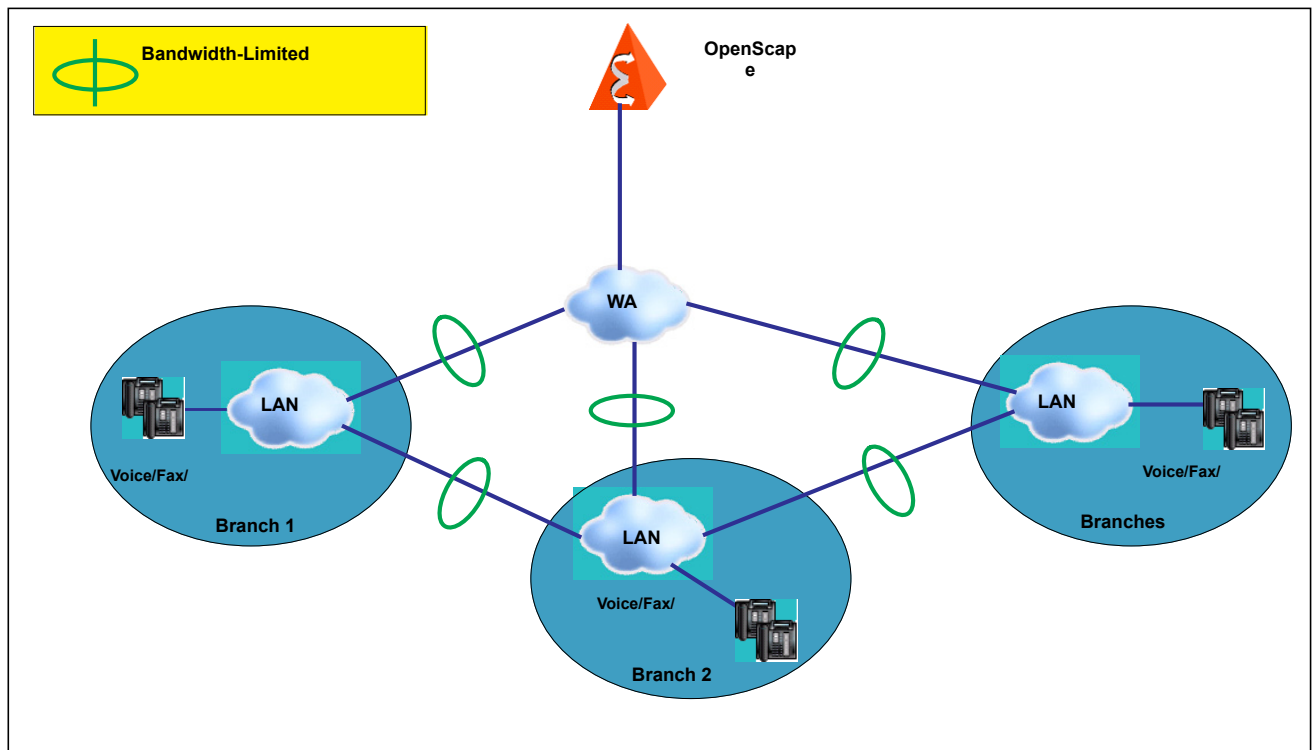 Bandwidth-Limited
OpenScap
e
WA
LAN
Voice/Fax/
Branch 1
LAN
Voice/Fax/
Branch 2
LAN
Voice/Fax/
Branches